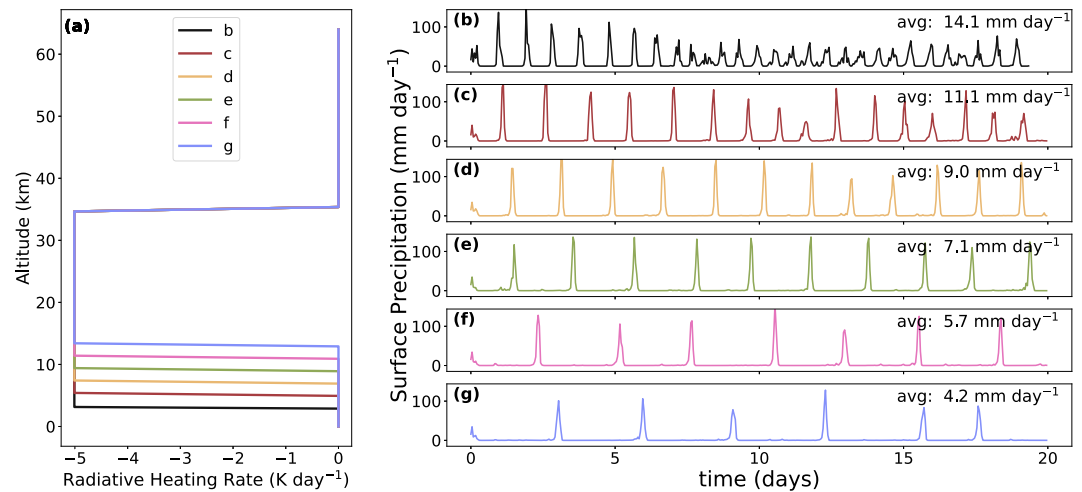 (a)
b
c
d
e
f
g
60
50
40
30
20
10
0
Altitude (km)
−5 −4 −3 −2 −1 0
Radiative Heating Rate (K day⁻¹)
Surface Precipitation (mm day⁻¹)
(b) avg: 14.1 mm day⁻¹
100
0
(c) avg: 11.1 mm day⁻¹
100
0
(d) avg: 9.0 mm day⁻¹
100
0
(e) avg: 7.1 mm day⁻¹
100
0
(f) avg: 5.7 mm day⁻¹
100
0
(g) avg: 4.2 mm day⁻¹
100
0
0 5 10 15 20
time (days)